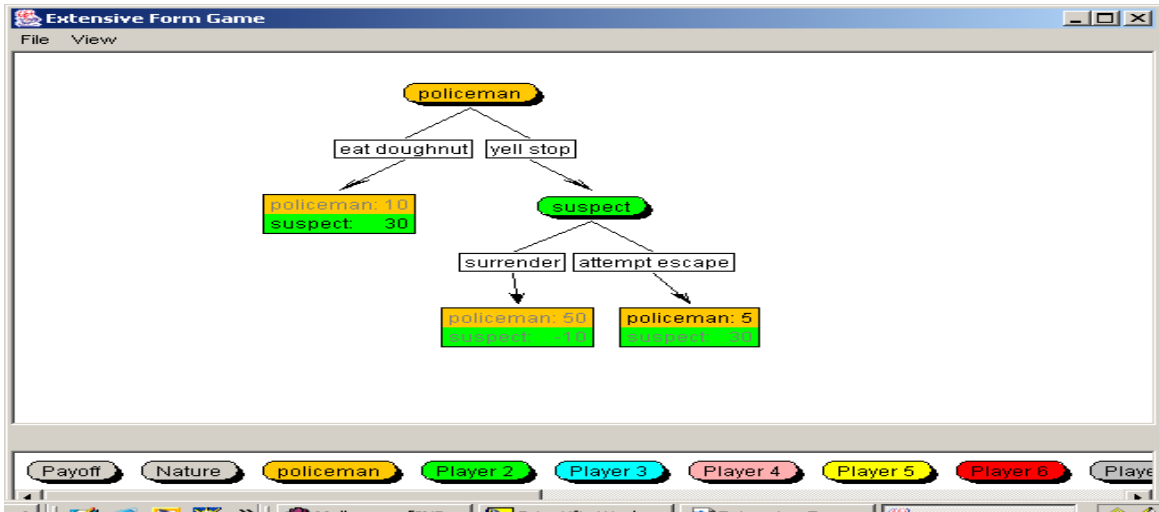 Extensive Form Game
File View
policeman
eat doughnut yell stop
policeman: 10
suspect: 30
suspect
surrender attempt escape
policeman: 50
suspect: -10
policeman: 5
suspect: 30
Payoff Nature policeman Player 2 Player 3 Player 4 Player 5 Player 6 Playe